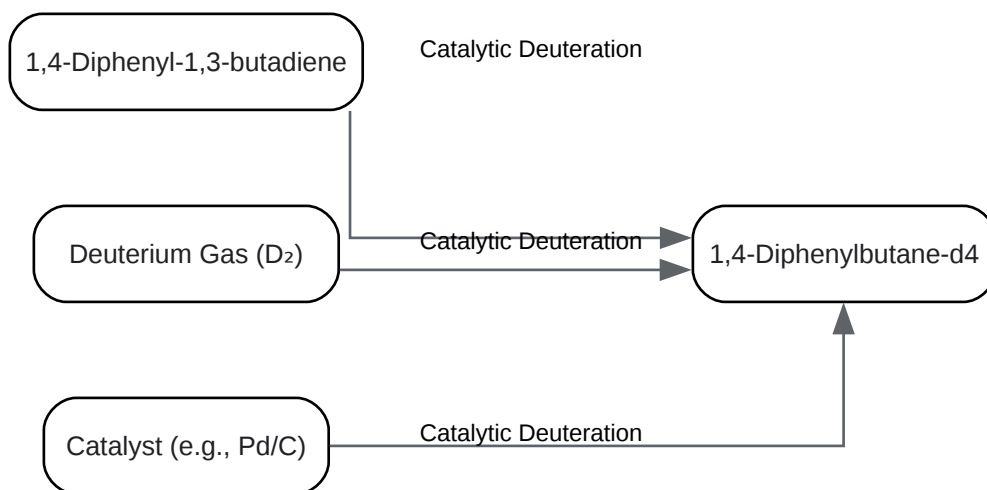 1,4-Diphenyl-1,3-butadiene
Catalytic Deuteration
Deuterium Gas (D₂)
Catalytic Deuteration
1,4-Diphenylbutane-d4
Catalyst (e.g., Pd/C)
Catalytic Deuteration